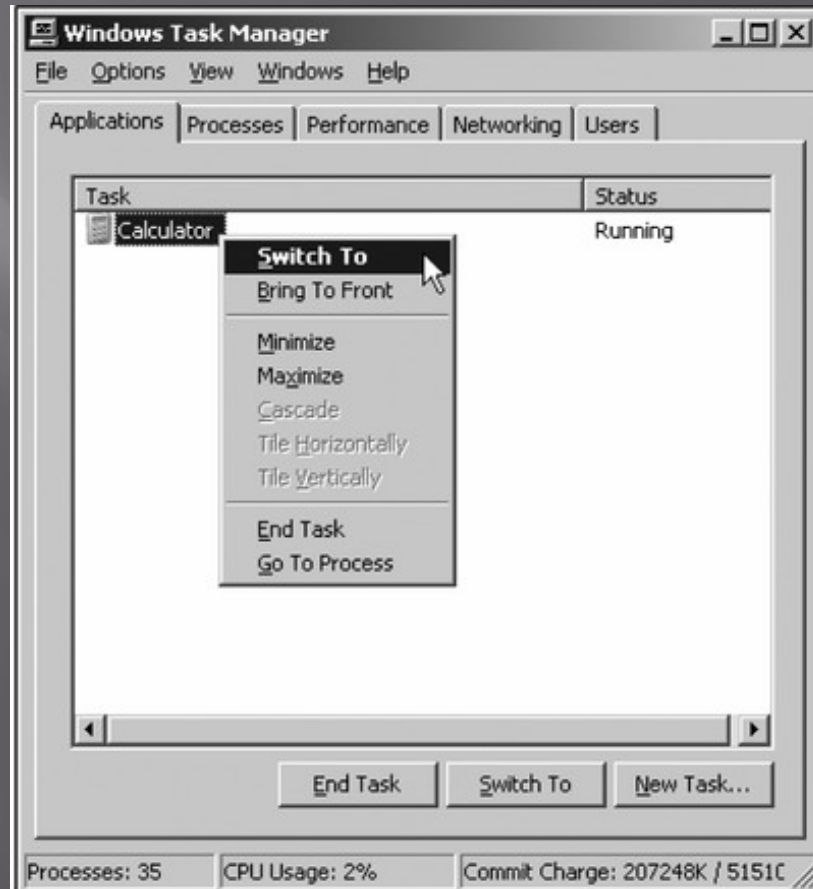 Windows Task Manager
File Options View Windows Help
Applications Processes Performance Networking Users
Task Status
Calculator Running
Switch To
Bring To Front
Minimize
Maximize
Cascade
Tile Horizontally
Tile Vertically
End Task
Go To Process
End Task Switch To New Task...
Processes: 35 CPU Usage: 2% Commit Charge: 207248K /